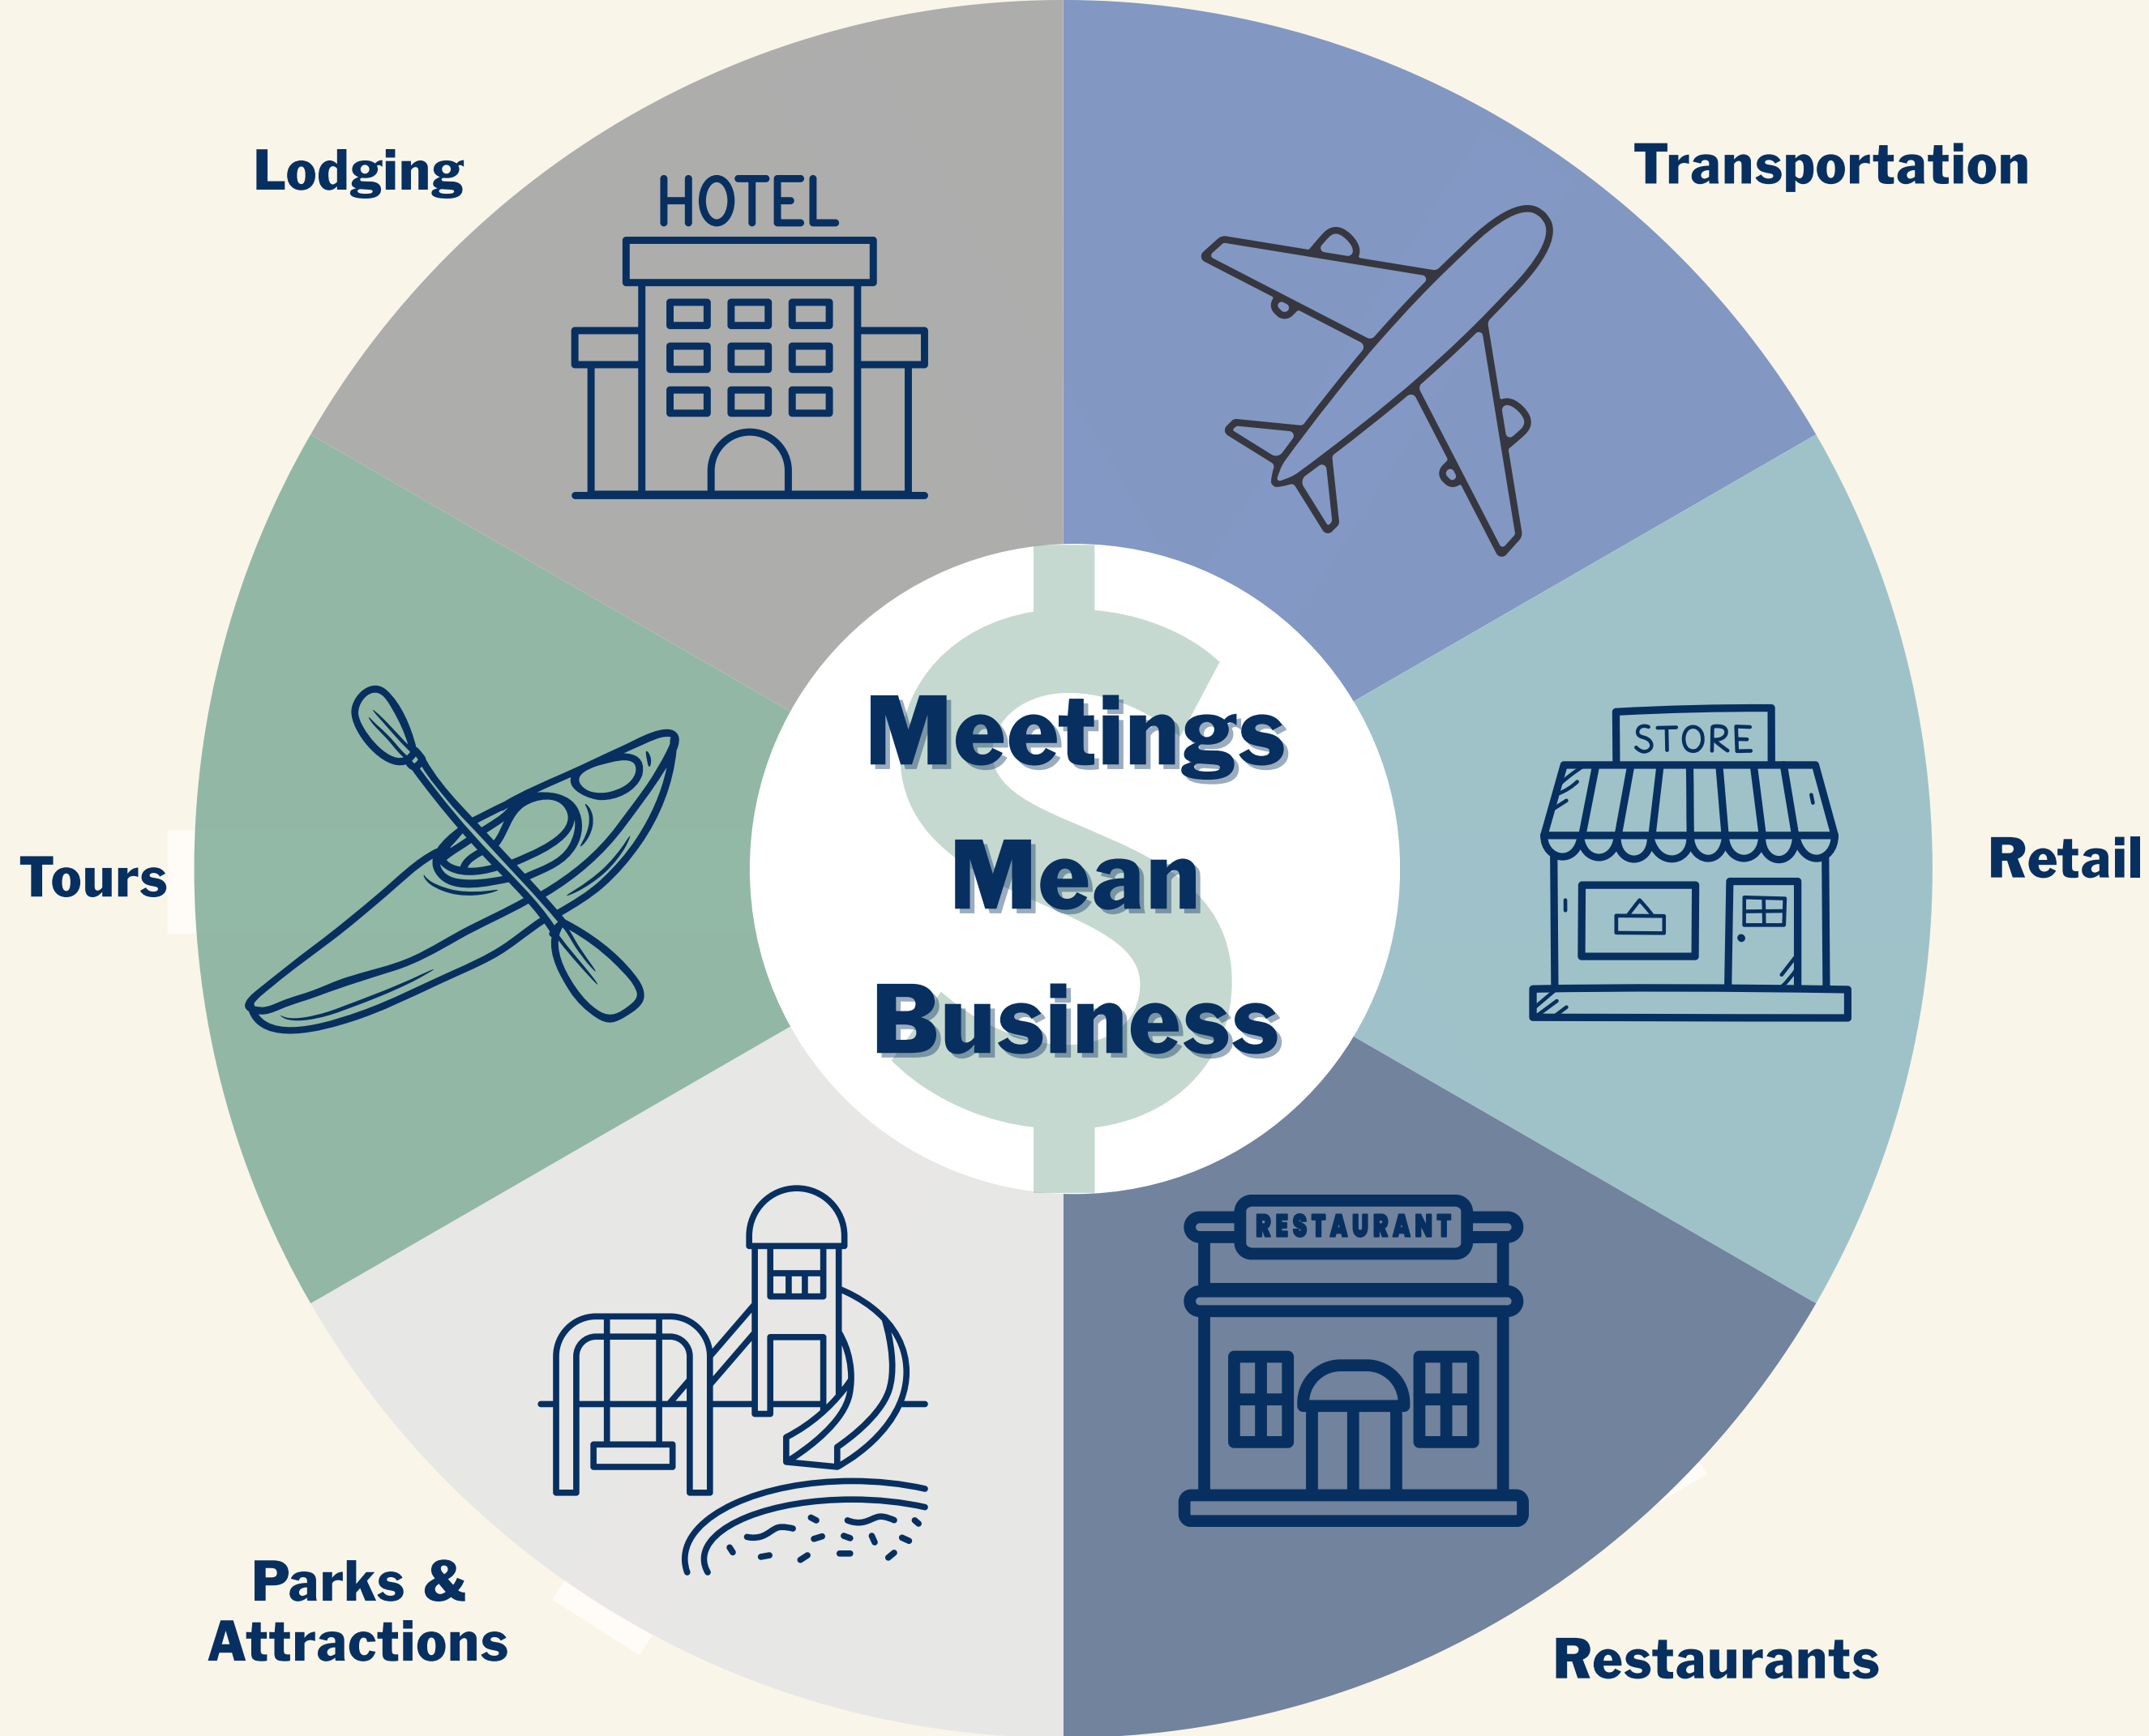 Lodging
HOTEL
Transportation
Tours
Meetings
Mean
Business
STORE
Retail
RESTAURANT
Parks &
Attractions
Restaurants